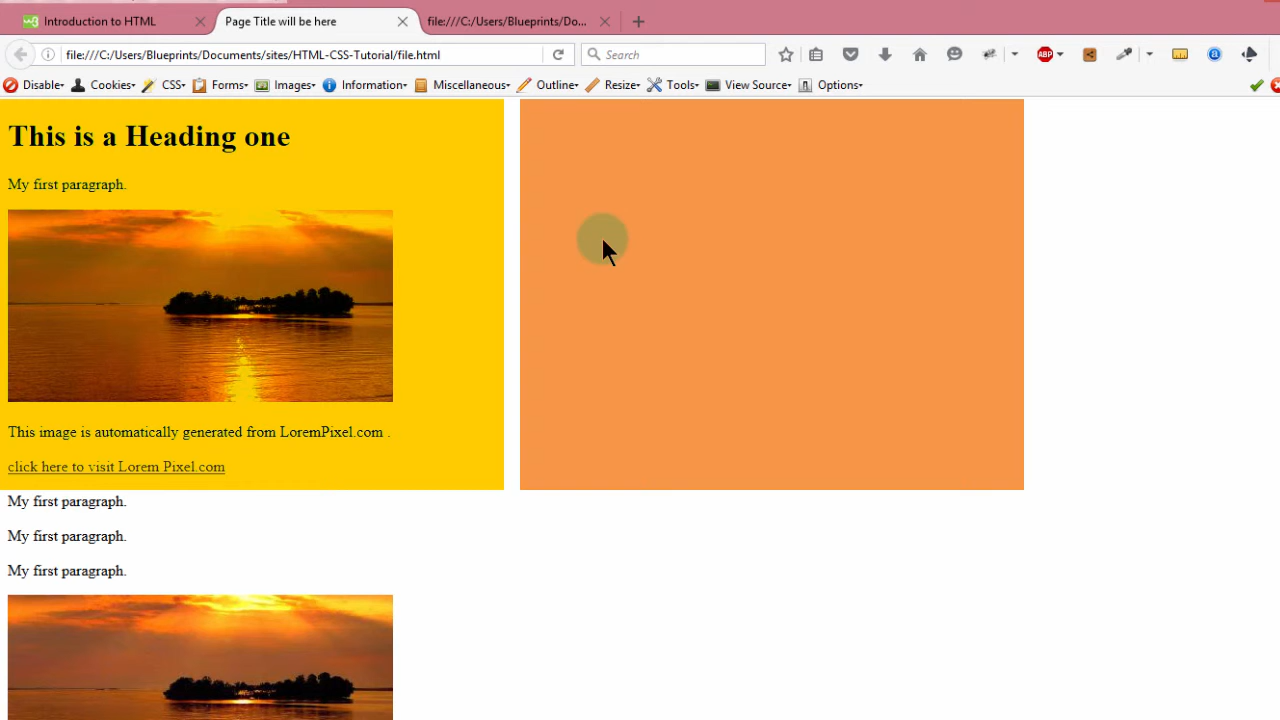 Introduction to HTML
Page Title will be here
file:///C:/Users/Blueprints/Do...
file:///C:/Users/Blueprints/Documents/sites/HTML-CSS-Tutorial/file.html
Search
ABP
Disable
Cookies
CSS
Forms
Images
Information
Miscellaneous
Outline
Resize
Tools
View Source
Options
This is a Heading one
My first paragraph.
This image is automatically generated from LoremPixel.com .
click here to visit Lorem Pixel.com
My first paragraph.
My first paragraph.
My first paragraph.